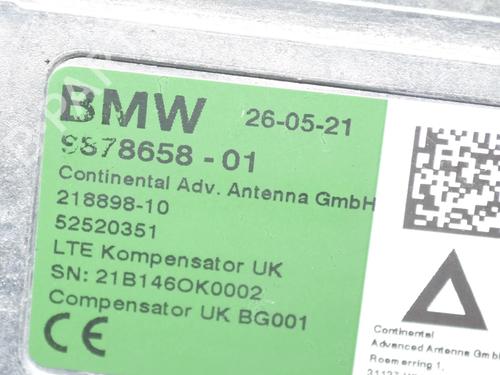 BMW 26-05-21
9878658-01
Continental Adv. Antenna GmbH
218898-10
52520351
LTE Kompensator UK
SN: 21B146OK0002
Compensator UK BG001
CE
Continental
Advanced Antenna GmbH
Roemerring 1,